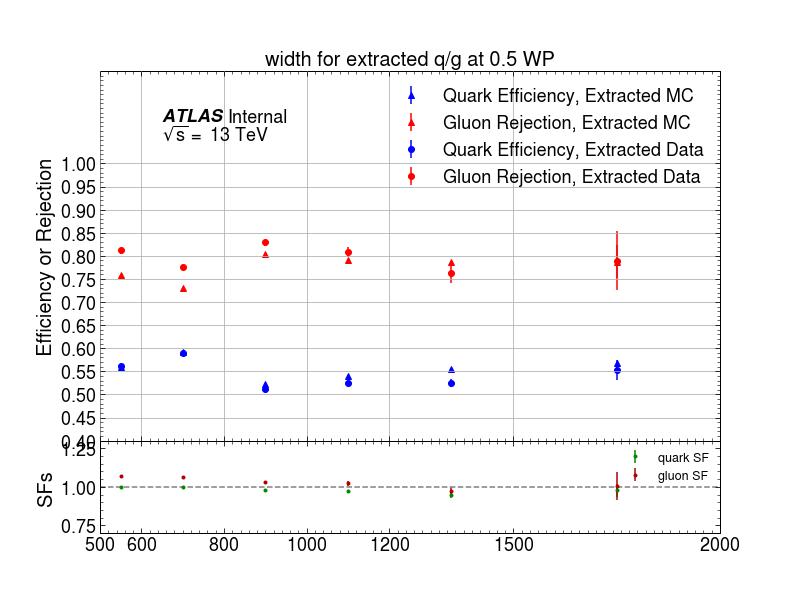 width for extracted q/g at 0.5 WP
ATLAS Internal
√s = 13 TeV
Quark Efficiency, Extracted MC
Gluon Rejection, Extracted MC
Quark Efficiency, Extracted Data
Gluon Rejection, Extracted Data
Efficiency or Rejection
1.00
0.95
0.90
0.85
0.80
0.75
0.70
0.65
0.60
0.55
0.50
0.45
0.40
SFs
1.25
1.00
0.75
quark SF
gluon SF
500 600 800 1000 1200 1500 2000